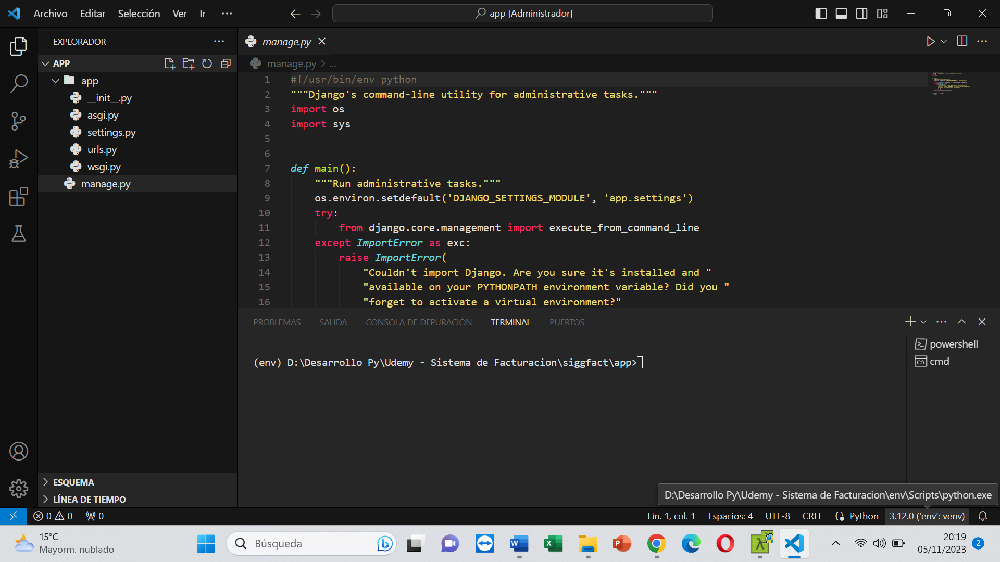 Archivo Editar Selección Ver Ir ...
app [Administrador]
EXPLORADOR
APP
app
__init__.py
asgi.py
settings.py
urls.py
wsgi.py
manage.py
ESQUEMA
LÍNEA DE TIEMPO
manage.py
manage.py > ...
1 #!/usr/bin/env python
2 """Django's command-line utility for administrative tasks."""
3 import os
4 import sys
5
6
7 def main():
8 """Run administrative tasks."""
9 os.environ.setdefault('DJANGO_SETTINGS_MODULE', 'app.settings')
10 try:
11 from django.core.management import execute_from_command_line
12 except ImportError as exc:
13 raise ImportError(
14 "Couldn't import Django. Are you sure it's installed and "
15 "available on your PYTHONPATH environment variable? Did you "
16 "forget to activate a virtual environment?"
PROBLEMAS SALIDA CONSOLA DE DEPURACIÓN TERMINAL PUERTOS
(env) D:\Desarrollo Py\Udemy - Sistema de Facturacion\siggfact\app>
powershell
cmd
D:\Desarrollo Py\Udemy - Sistema de Facturacion\env\Scripts\python.exe
0 0 0
Lín. 1, col. 1 Espacios: 4 UTF-8 CRLF Python 3.12.0 ('env': venv)
15°C
Mayorm. nublado
Búsqueda
20:19
05/11/2023
2